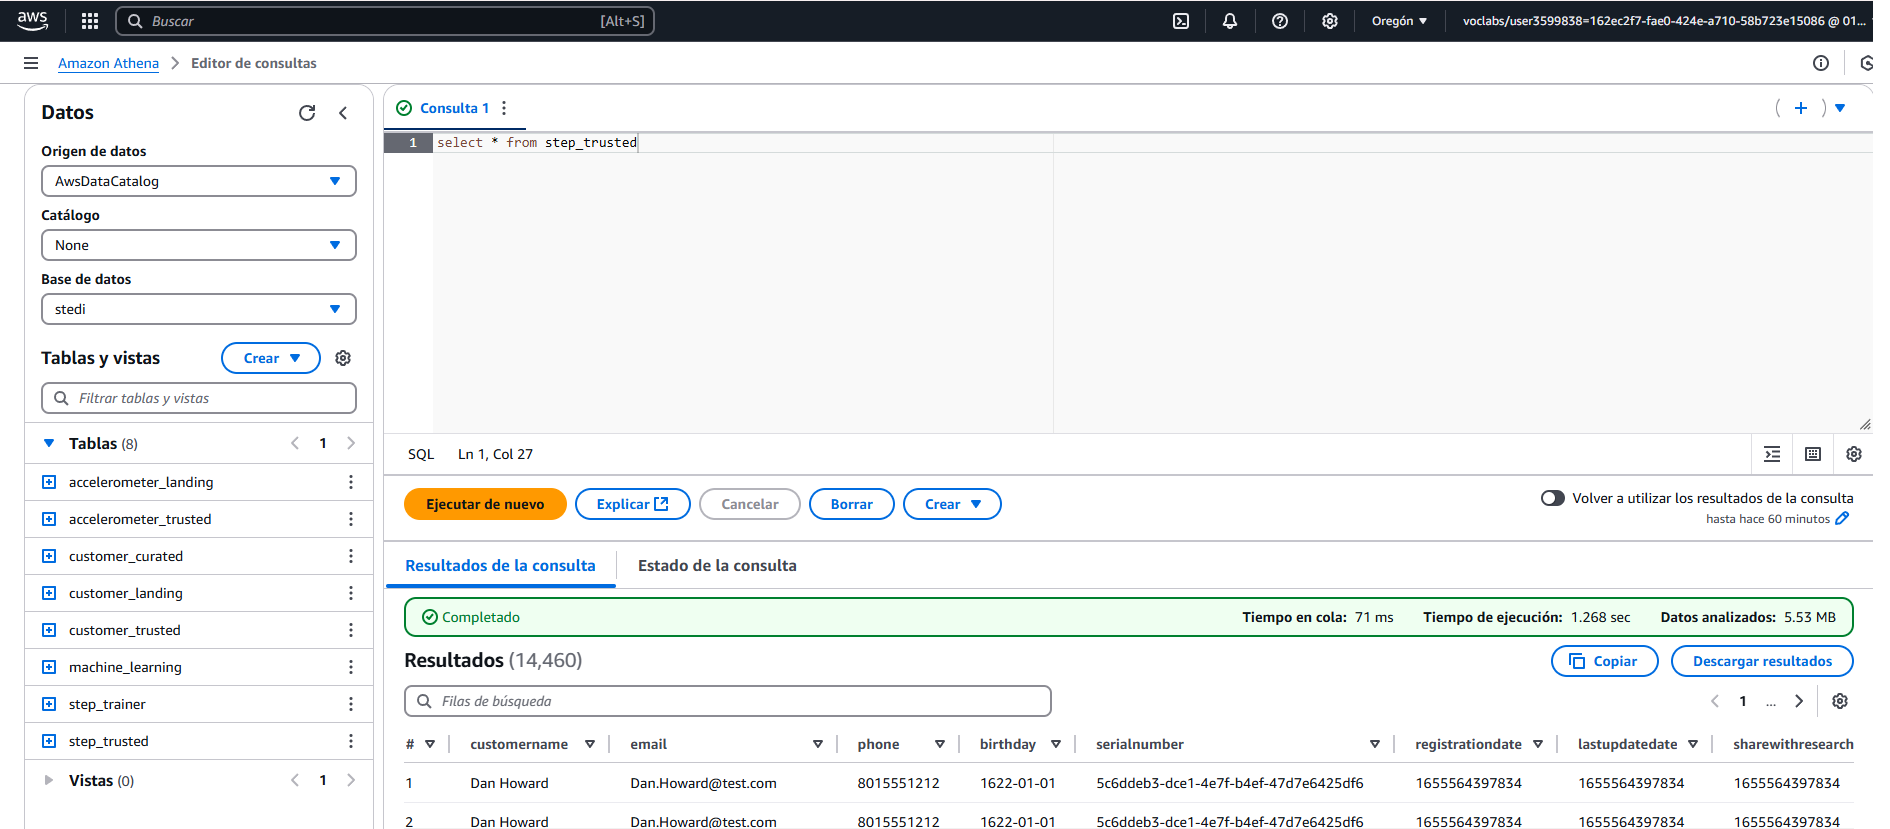 aws Buscar [Alt+S] Oregón voclabs/user3599838=162ec2f7-fae0-424e-a710-58b723e15086 @ 01...
Amazon Athena Editor de consultas
Datos
Origen de datos
AwsDataCatalog
Catálogo
None
Base de datos
stedi
Tablas y vistas Crear
Filtrar tablas y vistas
Tablas (8) 1
accelerometer_landing
accelerometer_trusted
customer_curated
customer_landing
customer_trusted
machine_learning
step_trainer
step_trusted
Vistas (0) 1
Consulta 1
1 select * from step_trusted
SQL Ln 1, Col 27
Ejecutar de nuevo Explicar Cancelar Borrar Crear
Volver a utilizar los resultados de la consulta
hasta hace 60 minutos
Resultados de la consulta Estado de la consulta
Completado Tiempo en cola: 71 ms Tiempo de ejecución: 1.268 sec Datos analizados: 5.53 MB
Resultados (14,460) Copiar Descargar resultados
Filas de búsqueda 1 ...
# customername email phone birthday serialnumber registrationdate lastupdatedate sharewithresearch
1 Dan Howard Dan.Howard@test.com 8015551212 1622-01-01 5c6ddeb3-dce1-4e7f-b4ef-47d7e6425df6 1655564397834 1655564397834 1655564397834
2 Dan Howard Dan.Howard@test.com 8015551212 1622-01-01 5c6ddeb3-dce1-4e7f-b4ef-47d7e6425df6 1655564397834 1655564397834 1655564397834